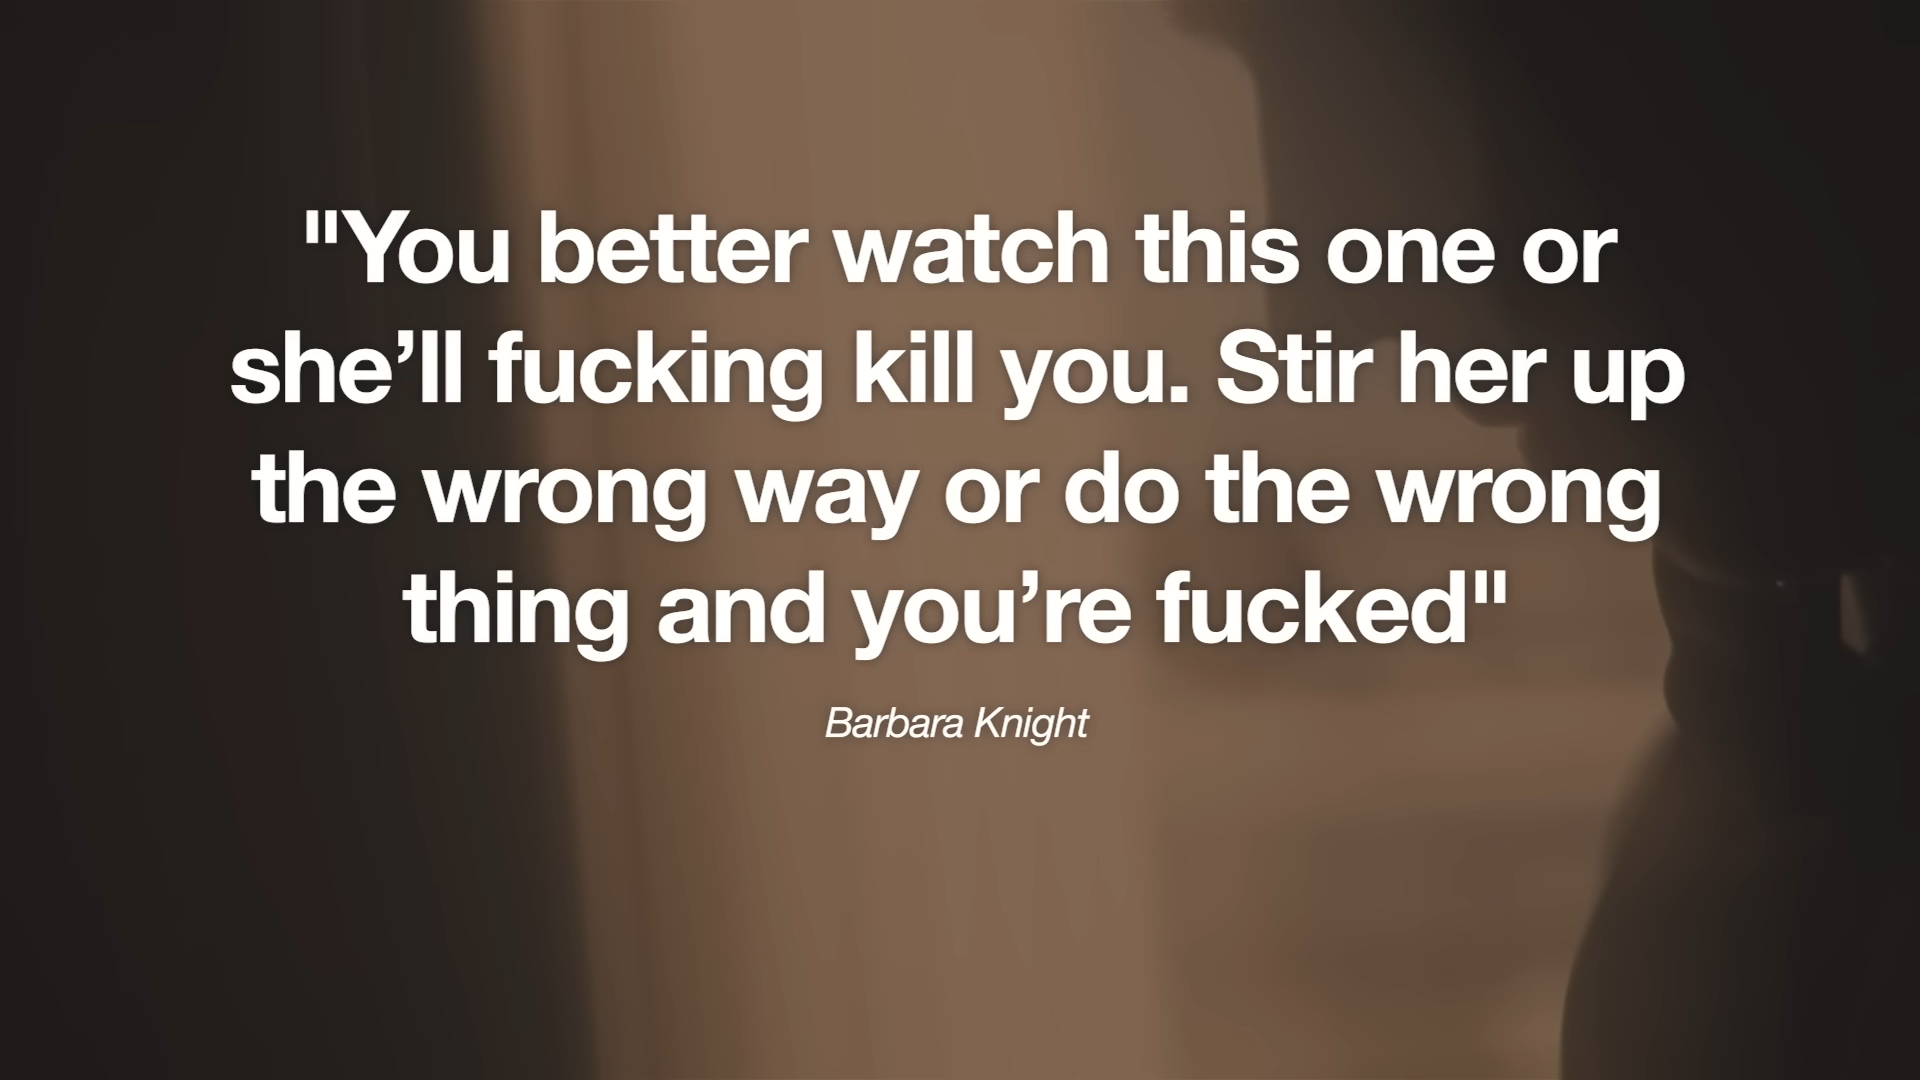 "You better watch this one or
she’ll fucking kill you. Stir her up
the wrong way or do the wrong
thing and you’re fucked"
Barbara Knight